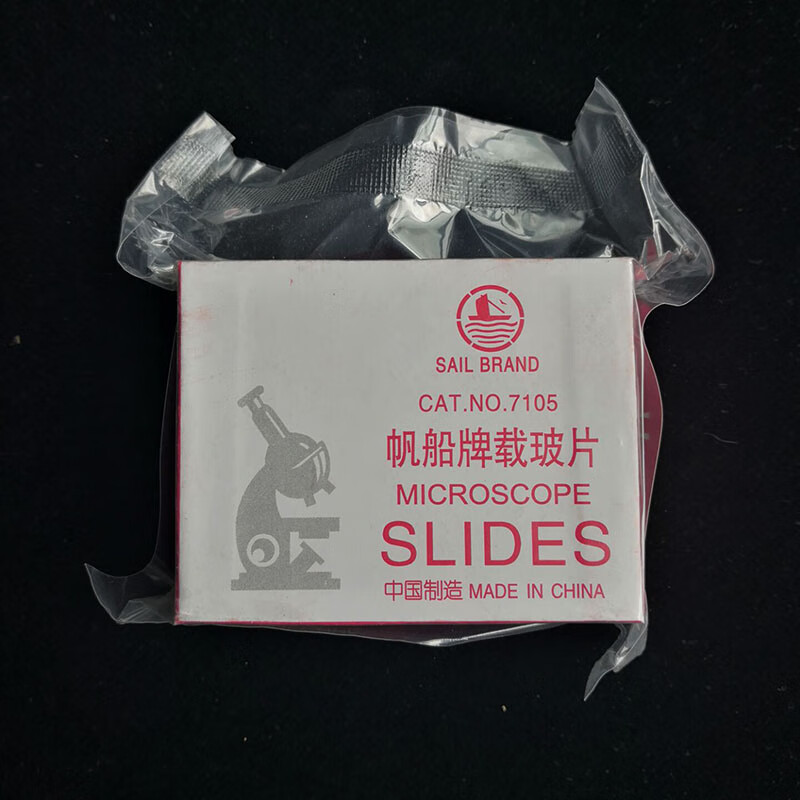 SAIL BRAND
CAT.NO.7105
帆船牌载玻片
MICROSCOPE
SLIDES
中国制造 MADE IN CHINA